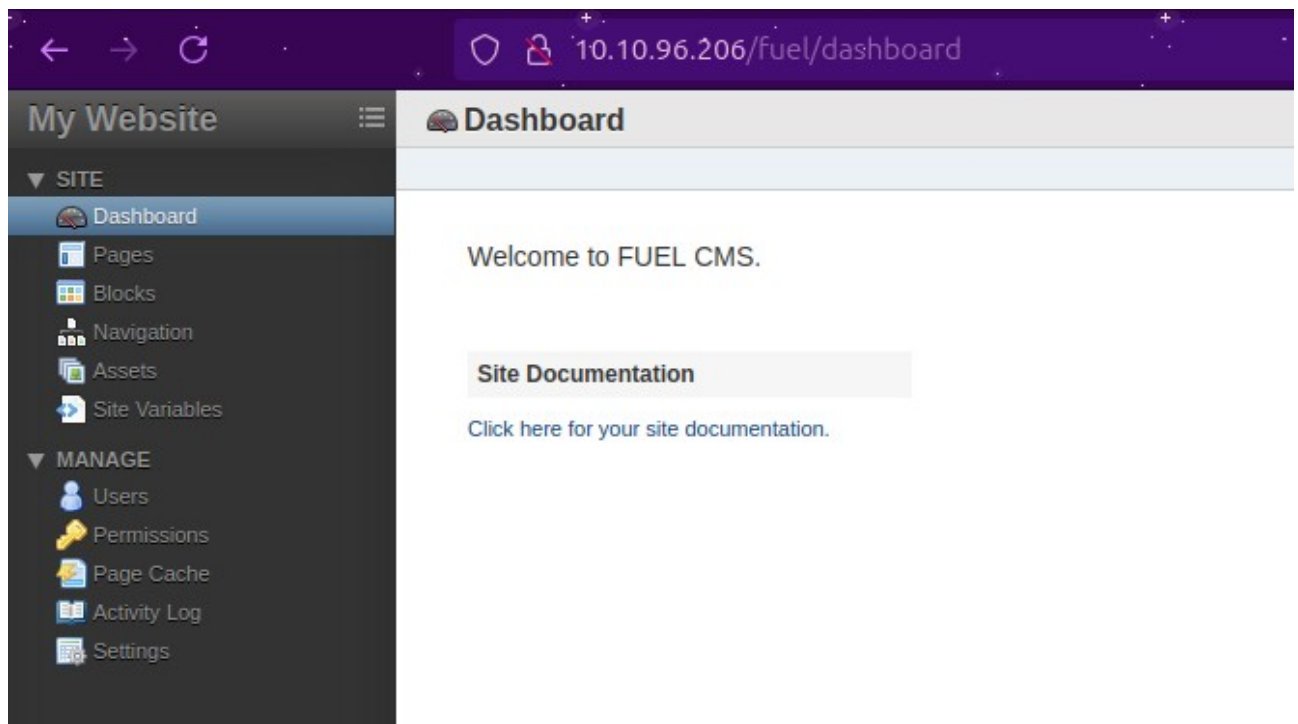 10.10.96.206/fuel/dashboard
My Website
Dashboard
SITE
Dashboard
Pages
Blocks
Navigation
Assets
Site Variables
MANAGE
Users
Permissions
Page Cache
Activity Log
Settings
Welcome to FUEL CMS.
Site Documentation
Click here for your site documentation.